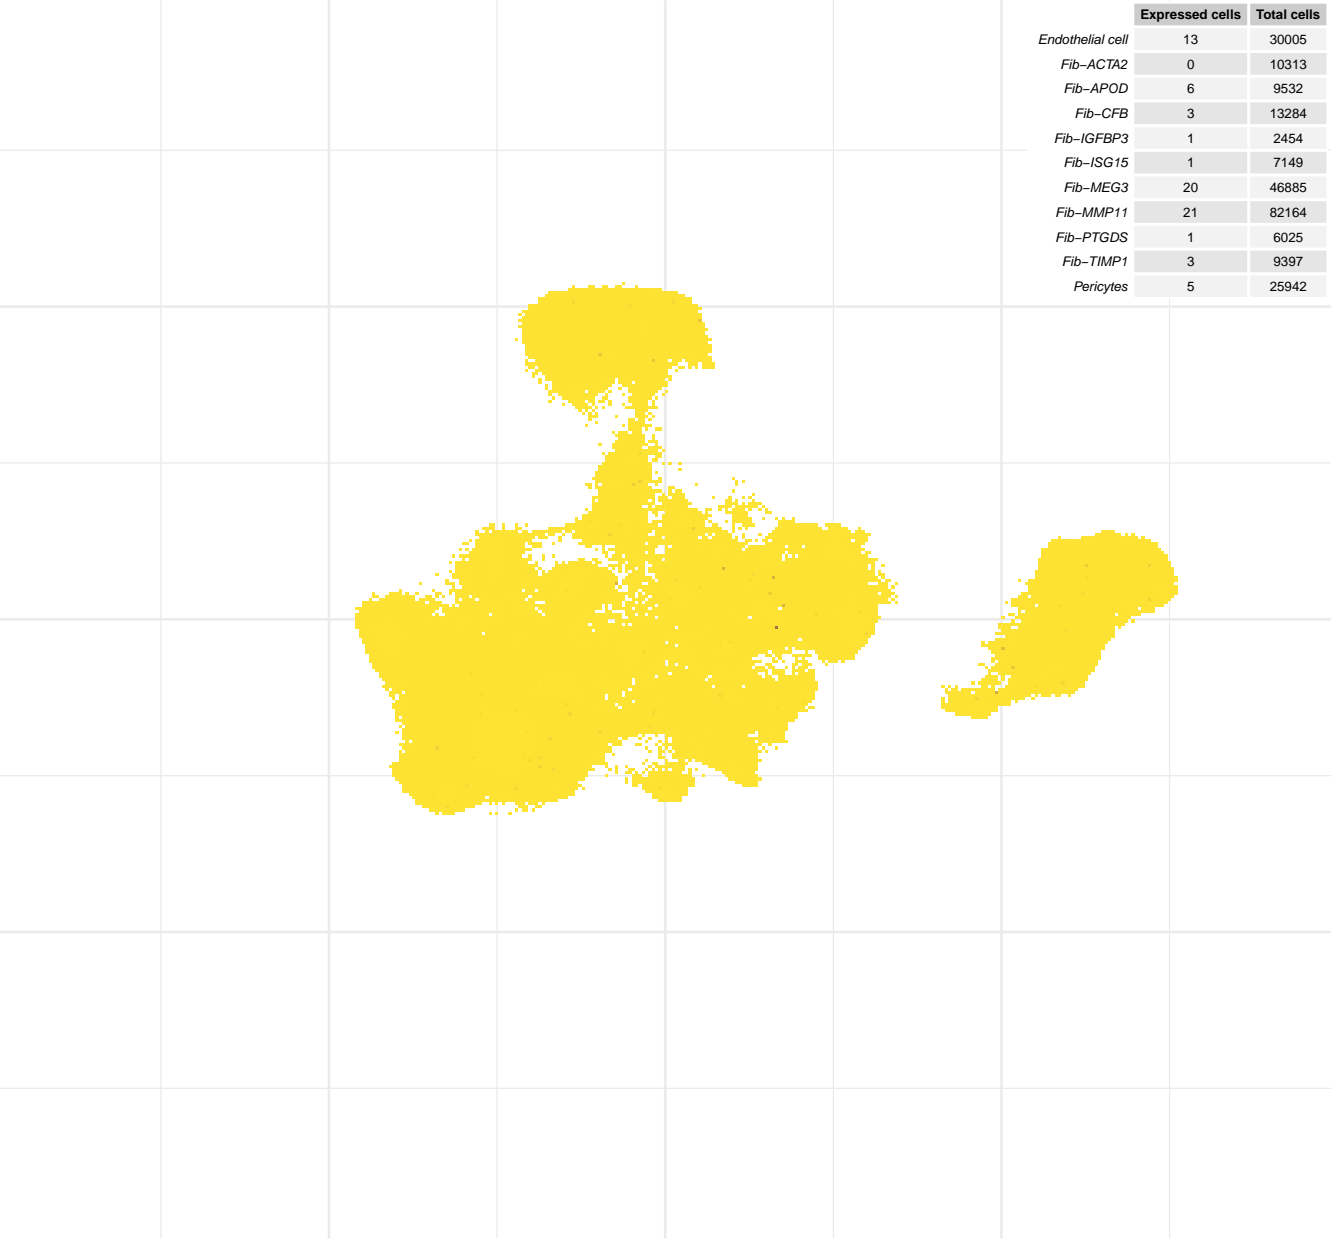 Expressed cells Total cells
Endothelial cell 13 30005
Fib−ACTA2 0 10313
Fib−APOD 6 9532
Fib−CFB 3 13284
Fib−IGFBP3 1 2454
Fib−ISG15 1 7149
Fib−MEG3 20 46885
Fib−MMP11 21 82164
Fib−PTGDS 1 6025
Fib−TIMP1 3 9397
Pericytes 5 25942